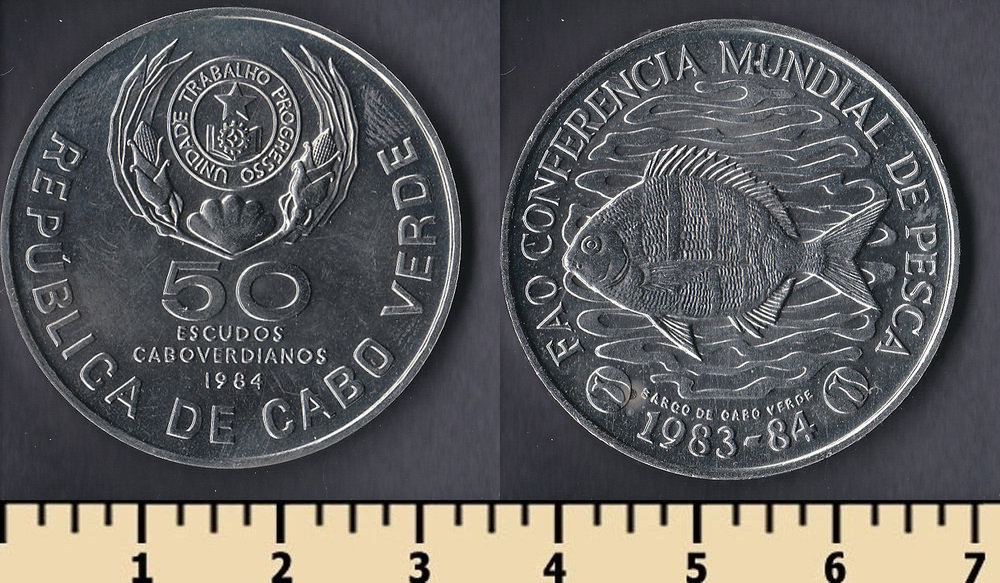 UNIDADE TRABALHO PROGRESSO
50
ESCUDOS
CABOVERDIANOS
1984
REPÚBLICA DE CABO VERDE
FAO CONFERENCIA MUNDIAL DE PESCA
SARGO DE CABO VERDE
1983-84
1 2 3 4 5 6 7